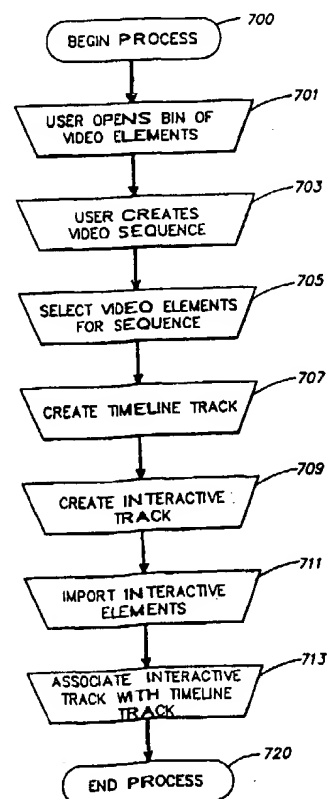 700
BEGIN PROCESS
701
USER OPENS BIN OF
VIDEO ELEMENTS
703
USER CREATES
VIDEO SEQUENCE
705
SELECT VIDEO ELEMENTS
FOR SEQUENCE
707
CREATE TIMELINE TRACK
709
CREATE INTERACTIVE
TRACK
711
IMPORT INTERACTIVE
ELEMENTS
713
ASSOCIATE INTERACTIVE
TRACK WITH TIMELINE
TRACK
720
END PROCESS